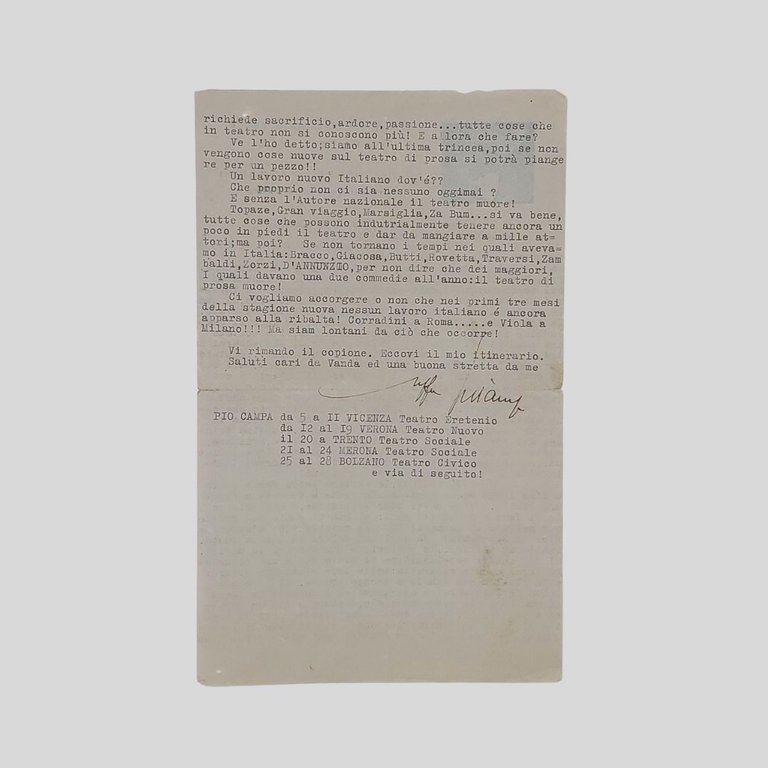 richiede sacrificio,ardore,passione...tutte cose che
in teatro non si conoscono più! E allora che fare?
Ve l'ho detto;siamo all'ultima trincea,poi se non
vengono cose nuove sul teatro di prosa si potrà piange
re per un pezzo!!
Un lavoro nuovo Italiano dov'é??
Che proprio non ci sia nessuno oggimai ?
E senza l'Autore nazionale il teatro muore!
Topaze,Gran viaggio,Marsiglia,Za Bum...si va bene,
tutte cose che possono industrialmente tenere ancora un
poco in piedi il teatro e dar da mangiare a mille at-
tori;ma poi? Se non tornano i tempi nei quali aveva-
mo in Italia:Bracco,Giacosa,Butti,Rovetta,Traversi,Zam
baldi,Zorzi,D'ANNUNZIO,per non dire che dei maggiori,
I quali davano una due commedie all'anno:il teatro di
prosa muore!
Ci vogliamo accorgere o non che nei primi tre mesi
della stagione nuova nessun lavoro italiano é ancora
apparso alla ribalta! Corradini a Roma.....e Viola a
Milano!!! Ma siam lontani da ciò che occorre!
Vi rimando il copione. Eccovi il mio itinerario.
Saluti cari da Vanda ed una buona stretta da me
PIO CAMPA da 5 a II VICENZA Teatro Eretenio
da I2 al I9 VERONA Teatro Nuovo
il 20 a TRENTO Teatro Sociale
2I al 24 MERONA Teatro Sociale
25 al 28 BOLZANO Teatro Civico
e via di seguito!